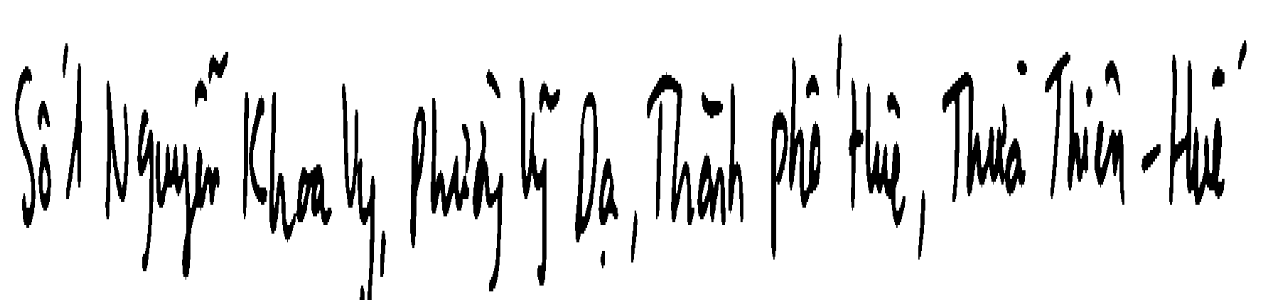 Số 1 Nguyễn Khoa Vy, Phường Vỹ Dạ, Thành phố Huế, Thừa Thiên-Huế